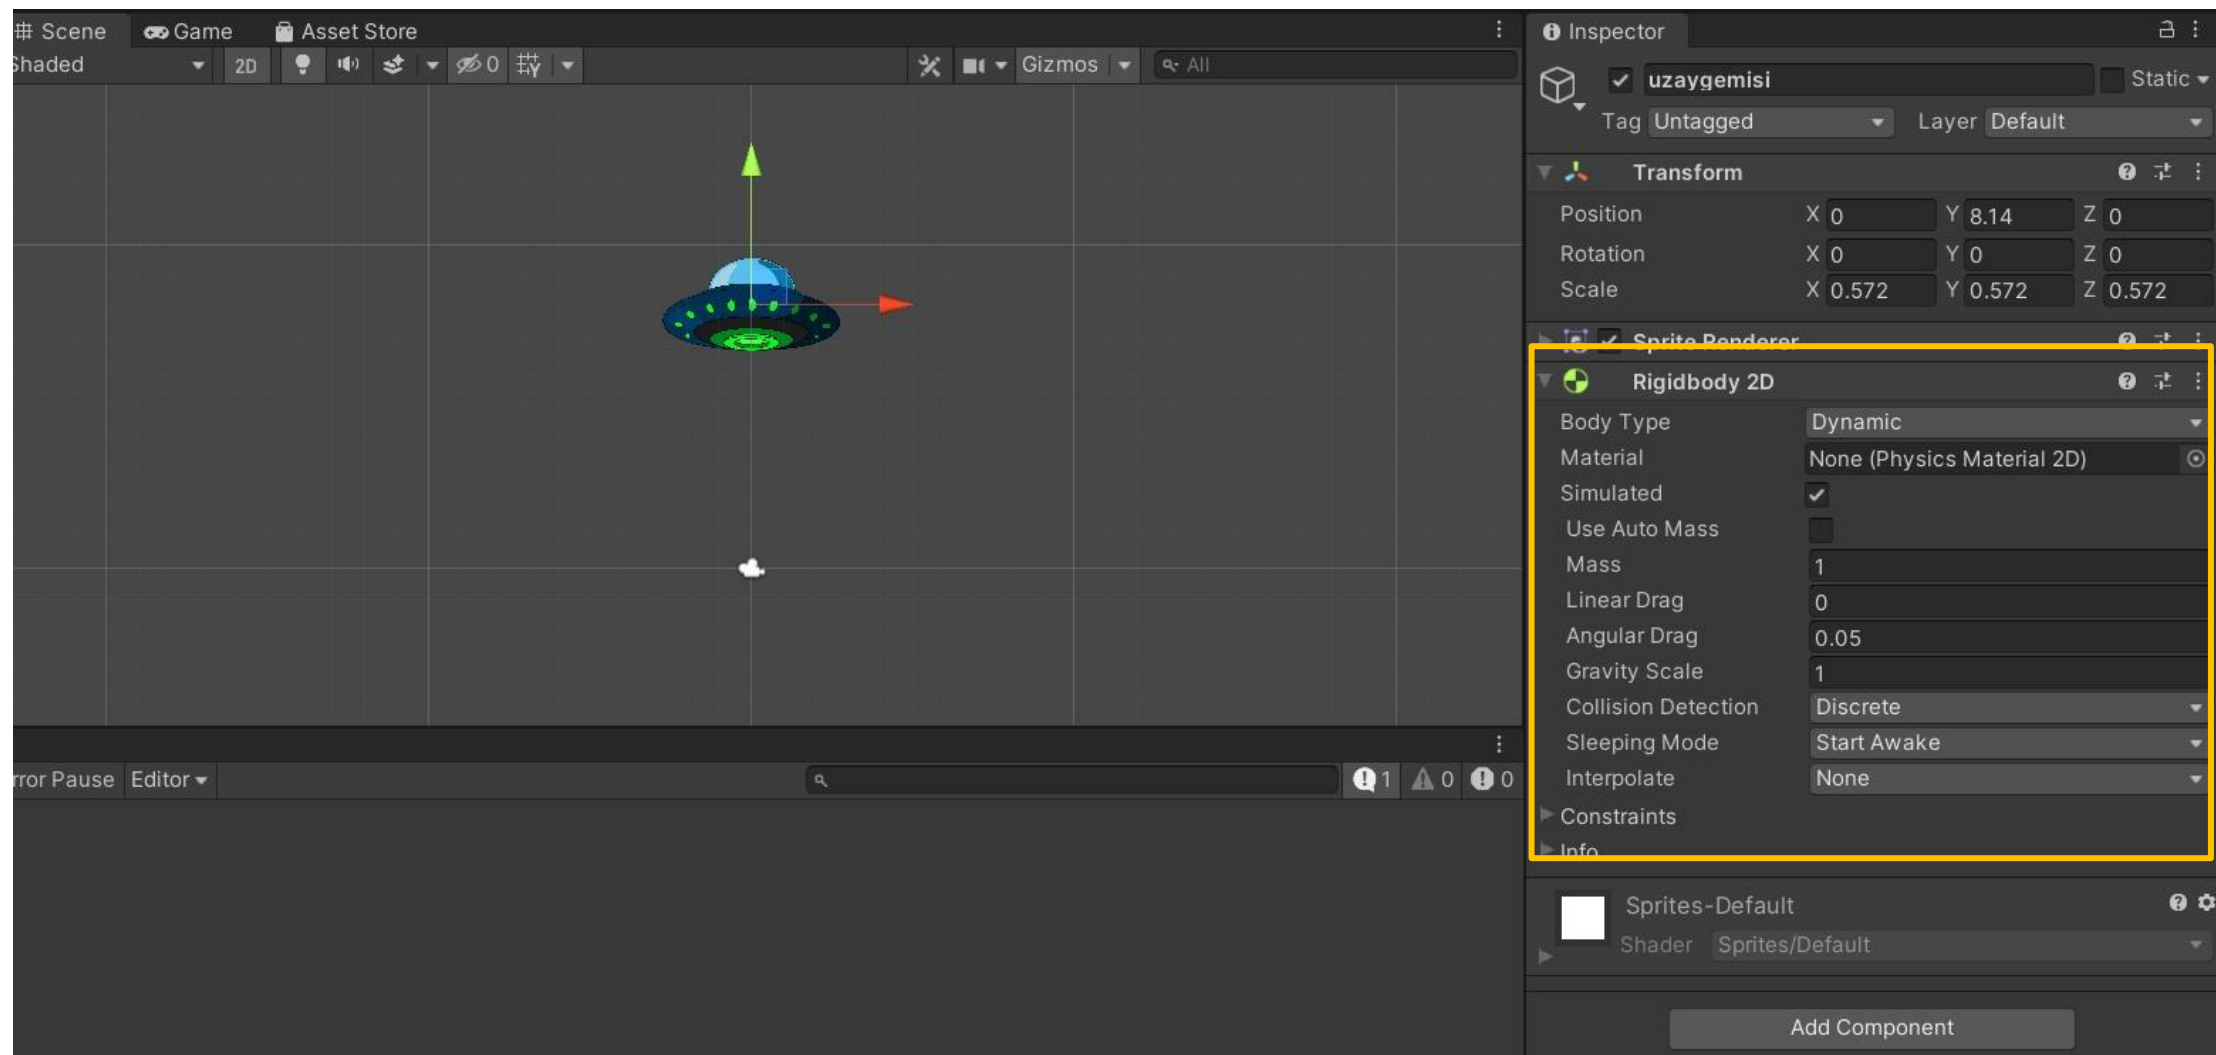 Scene Game Asset Store
Shaded 2D 0 Gizmos All
rror Pause Editor 1 0 0
Inspector
uzaygemisi Static
Tag Untagged Layer Default
Transform
Position X 0 Y 8.14 Z 0
Rotation X 0 Y 0 Z 0
Scale X 0.572 Y 0.572 Z 0.572
Sprite Renderer
Rigidbody 2D
Body Type Dynamic
Material None (Physics Material 2D)
Simulated
Use Auto Mass
Mass 1
Linear Drag 0
Angular Drag 0.05
Gravity Scale 1
Collision Detection Discrete
Sleeping Mode Start Awake
Interpolate None
Constraints
Info
Sprites-Default
Shader Sprites/Default
Add Component